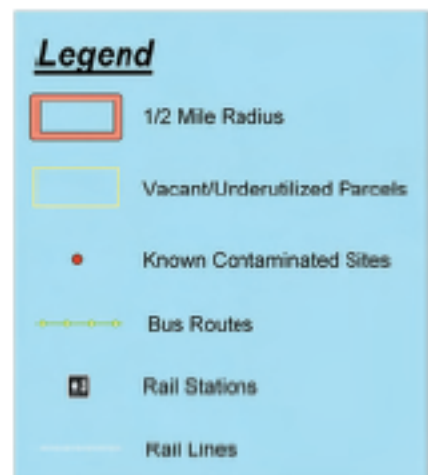 Legend
1/2 Mile Radius
Vacant/Underutilized Parcels
Known Contaminated Sites
Bus Routes
Rail Stations
Rail Lines